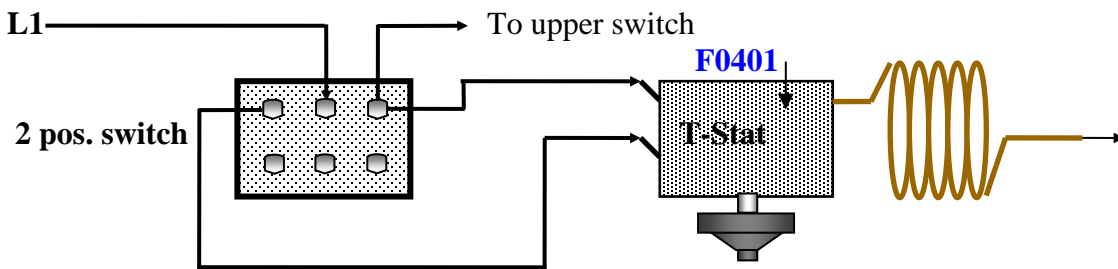 L1
To upper switch
F0401
2 pos. switch
T-Stat